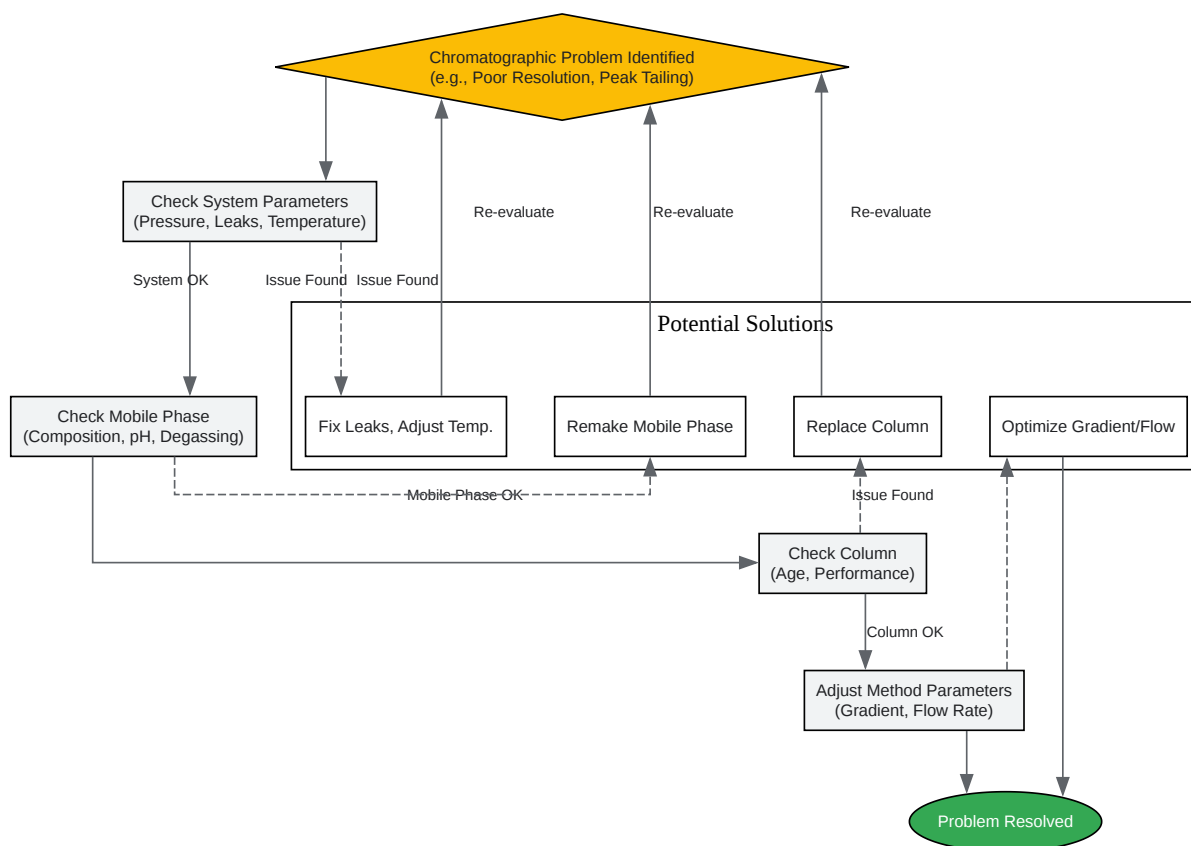 Chromatographic Problem Identified
(e.g., Poor Resolution, Peak Tailing)
Check System Parameters
(Pressure, Leaks, Temperature)
Re-evaluate
Re-evaluate
Re-evaluate
System OK
Issue Found
Issue Found
Potential Solutions
Check Mobile Phase
(Composition, pH, Degassing)
Fix Leaks, Adjust Temp.
Remake Mobile Phase
Replace Column
Optimize Gradient/Flow
Mobile Phase OK
Issue Found
Check Column
(Age, Performance)
Column OK
Adjust Method Parameters
(Gradient, Flow Rate)
Problem Resolved